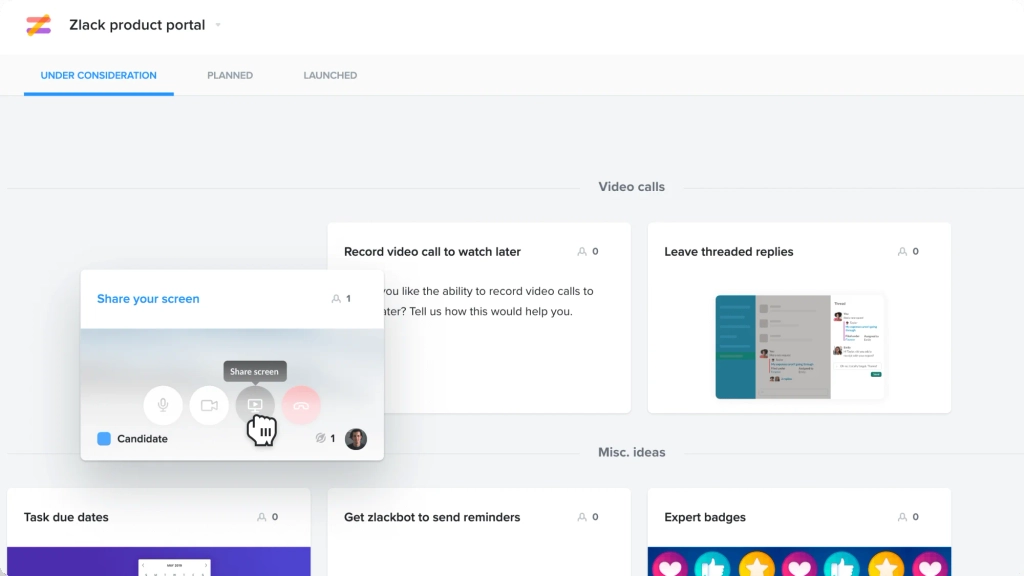 Zlack product portal
UNDER CONSIDERATION
PLANNED
LAUNCHED
Video calls
Record video call to watch later
0
you like the ability to record video calls to
later? Tell us how this would help you.
Leave threaded replies
0
Thread
Share your screen
1
Share screen
Candidate
1
Misc. ideas
Task due dates
0
Get zlackbot to send reminders
0
Expert badges
0